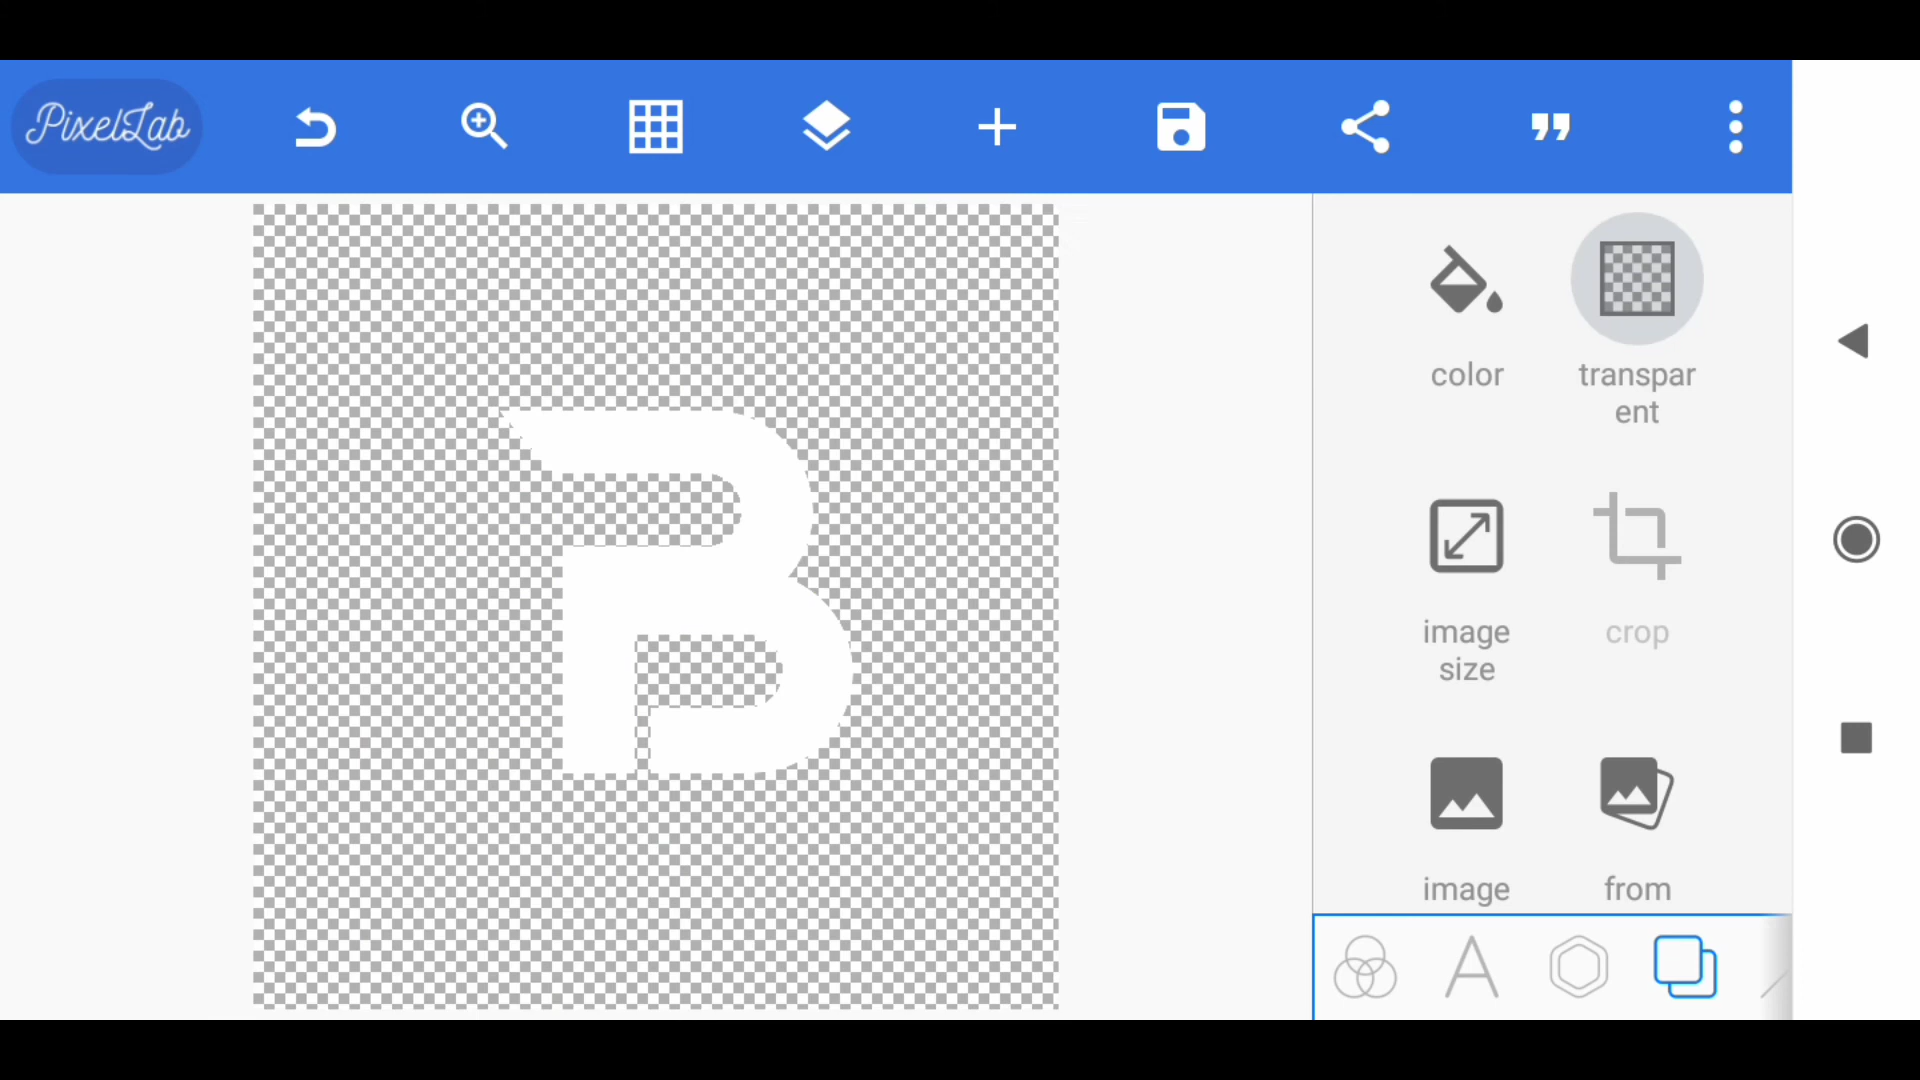 PixelLab
color
transpar
ent
image
size
crop
image
from
B